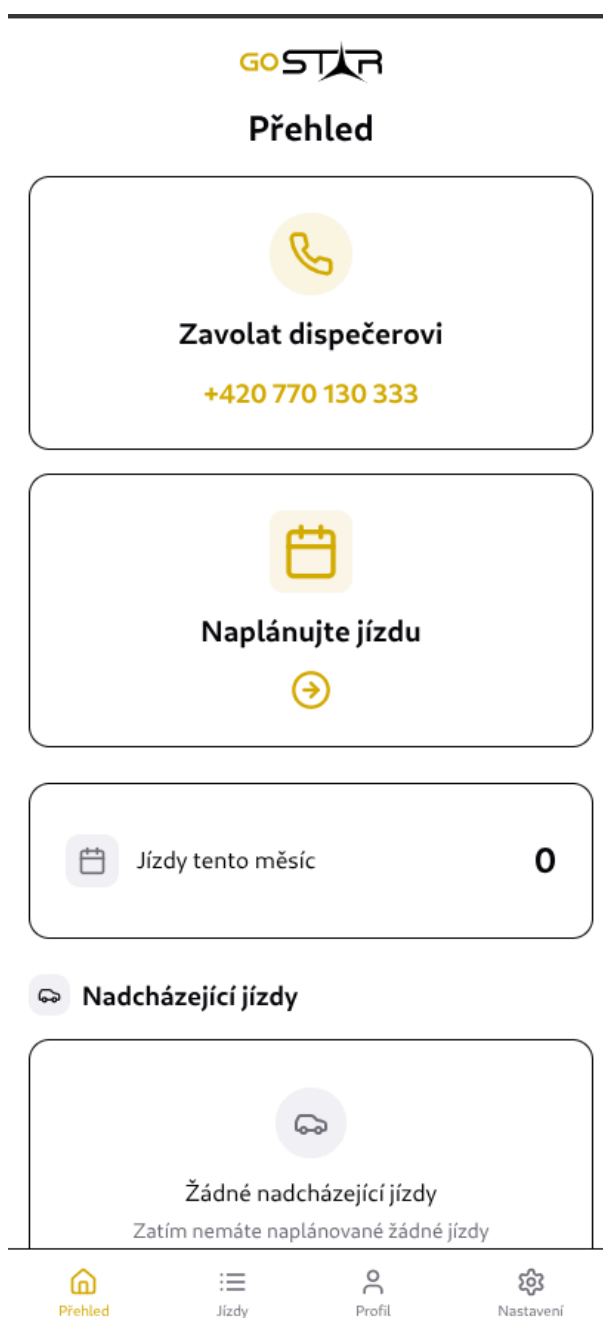 GOSTAR
Přehled
Zavolat dispečerovi
+420 770 130 333
Naplánujte jízdu
Jízdy tento měsíc 0
Nadcházející jízdy
Žádné nadcházející jízdy
Zatím nemáte naplánované žádné jízdy
Přehled Jízdy Profil Nastavení